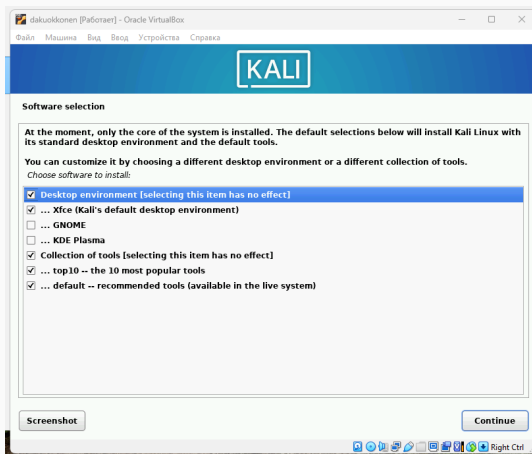 dakuokkonen [Работает] - Oracle VirtualBox
Файл Машина Вид Ввод Устройства Справка
KALI
Software selection
At the moment, only the core of the system is installed. The default selections below will install Kali Linux with
its standard desktop environment and the default tools.
You can customize it by choosing a different desktop environment or a different collection of tools.
Choose software to install:
Desktop environment [selecting this item has no effect]
... Xfce (Kali's default desktop environment)
... GNOME
... KDE Plasma
Collection of tools [selecting this item has no effect]
... top10 -- the 10 most popular tools
... default -- recommended tools (available in the live system)
Screenshot
Continue
Right Ctrl